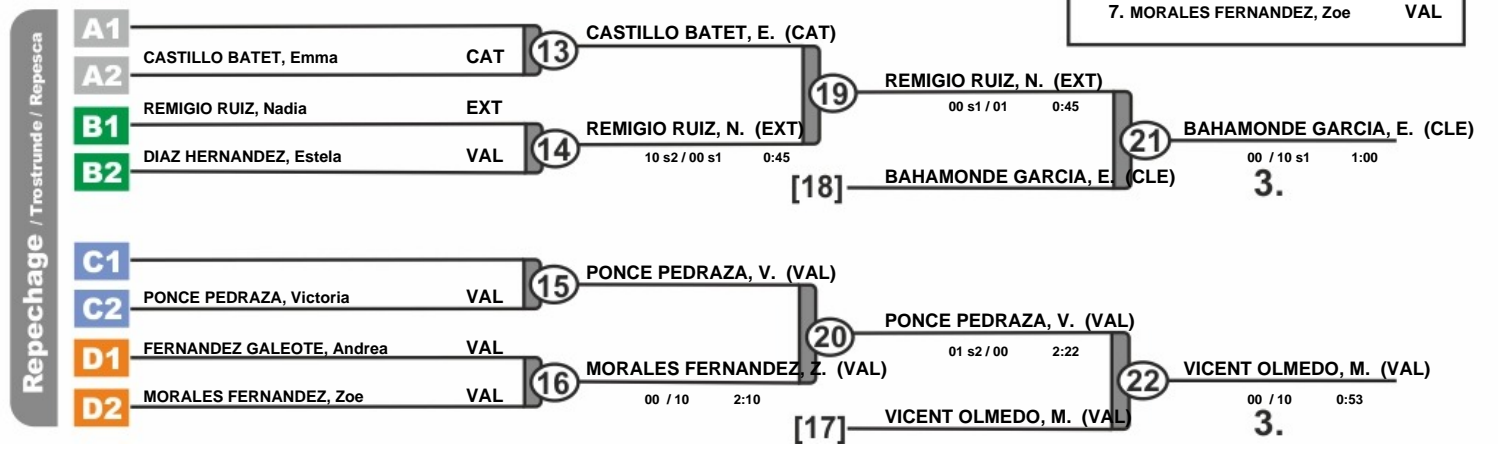 7. MORALES FERNANDEZ, Zoe VAL
Repechage / Trostrunde / Repesca
A1
CASTILLO BATET, Emma CAT
A2
13
CASTILLO BATET, E. (CAT)
REMIGIO RUIZ, Nadia EXT
B1
DIAZ HERNANDEZ, Estela VAL
B2
14
REMIGIO RUIZ, N. (EXT)
10 s2 / 00 s1 0:45
19
REMIGIO RUIZ, N. (EXT)
00 s1 / 01 0:45
[18] BAHAMONDE GARCIA, E. (CLE)
21
BAHAMONDE GARCIA, E. (CLE)
00 / 10 s1 1:00
3.
C1
PONCE PEDRAZA, Victoria VAL
C2
15
PONCE PEDRAZA, V. (VAL)
FERNANDEZ GALEOTE, Andrea VAL
D1
MORALES FERNANDEZ, Zoe VAL
D2
16
MORALES FERNANDEZ, Z. (VAL)
00 / 10 2:10
20
PONCE PEDRAZA, V. (VAL)
01 s2 / 00 2:22
[17] VICENT OLMEDO, M. (VAL)
22
VICENT OLMEDO, M. (VAL)
00 / 10 0:53
3.